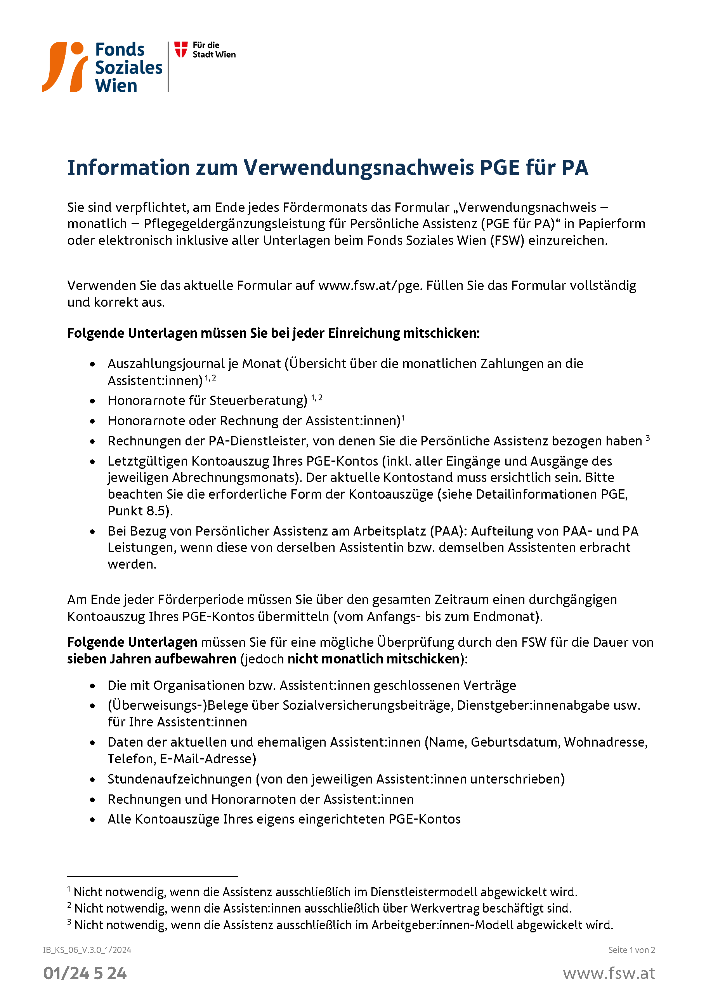 Fonds
Soziales
Wien
Für die
Stadt Wien
Information zum Verwendungsnachweis PGE für PA
Sie sind verpflichtet, am Ende jedes Fördermonats das Formular „Verwendungsnachweis –
monatlich – Pflegegeldergänzungsleistung für Persönliche Assistenz (PGE für PA)“ in Papierform
oder elektronisch inklusive aller Unterlagen beim Fonds Soziales Wien (FSW) einzureichen.
Verwenden Sie das aktuelle Formular auf www.fsw.at/pge. Füllen Sie das Formular vollständig
und korrekt aus.
Folgende Unterlagen müssen Sie bei jeder Einreichung mitschicken:
• Auszahlungsjournal je Monat (Übersicht über die monatlichen Zahlungen an die
Assistent:innen) 1, 2
• Honorarnote für Steuerberatung) 1, 2
• Honorarnote oder Rechnung der Assistent:innen)1
• Rechnungen der PA-Dienstleister, von denen Sie die Persönliche Assistenz bezogen haben 3
• Letztgültigen Kontoauszug Ihres PGE-Kontos (inkl. aller Eingänge und Ausgänge des
jeweiligen Abrechnungsmonats). Der aktuelle Kontostand muss ersichtlich sein. Bitte
beachten Sie die erforderliche Form der Kontoauszüge (siehe Detailinformationen PGE,
Punkt 8.5).
• Bei Bezug von Persönlicher Assistenz am Arbeitsplatz (PAA): Aufteilung von PAA- und PA
Leistungen, wenn diese von derselben Assistentin bzw. demselben Assistenten erbracht
werden.
Am Ende jeder Förderperiode müssen Sie über den gesamten Zeitraum einen durchgängigen
Kontoauszug Ihres PGE-Kontos übermitteln (vom Anfangs- bis zum Endmonat).
Folgende Unterlagen müssen Sie für eine mögliche Überprüfung durch den FSW für die Dauer von
sieben Jahren aufbewahren (jedoch nicht monatlich mitschicken):
• Die mit Organisationen bzw. Assistent:innen geschlossenen Verträge
• (Überweisungs-)Belege über Sozialversicherungsbeiträge, Dienstgeber:innenabgabe usw.
für Ihre Assistent:innen
• Daten der aktuellen und ehemaligen Assistent:innen (Name, Geburtsdatum, Wohnadresse,
Telefon, E-Mail-Adresse)
• Stundenaufzeichnungen (von den jeweiligen Assistent:innen unterschrieben)
• Rechnungen und Honorarnoten der Assistent:innen
• Alle Kontoauszüge Ihres eigens eingerichteten PGE-Kontos
1 Nicht notwendig, wenn die Assistenz ausschließlich im Dienstleistermodell abgewickelt wird.
2 Nicht notwendig, wenn die Assisten:innen ausschließlich über Werkvertrag beschäftigt sind.
3 Nicht notwendig, wenn die Assistenz ausschließlich im Arbeitgeber:innen-Modell abgewickelt wird.
IB_KS_06_V.3.0_1/2024
Seite 1 von 2
01/24 5 24
www.fsw.at